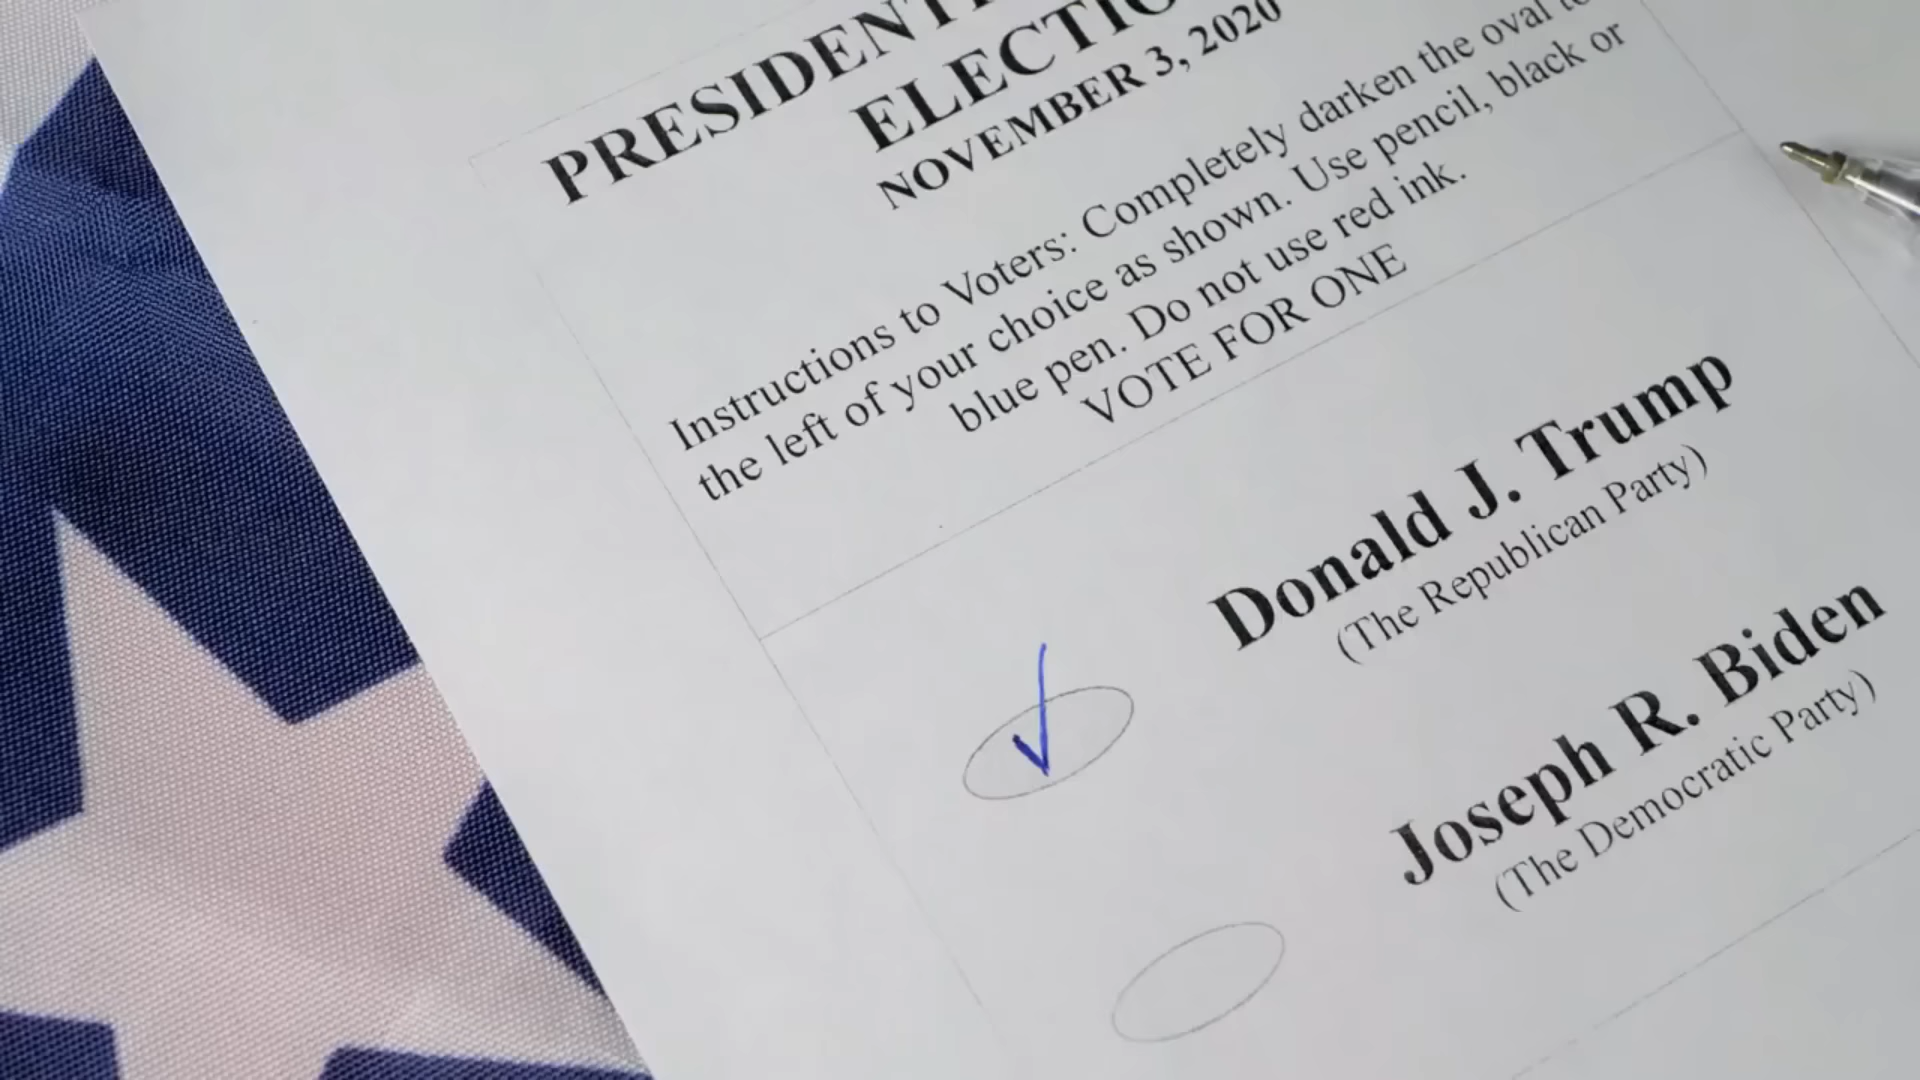 PRESIDENT
ELECTIO
NOVEMBER 3, 2020
Instructions to Voters: Completely darken the oval to
the left of your choice as shown. Use pencil, black or
blue pen. Do not use red ink.
VOTE FOR ONE
Donald J. Trump
(The Republican Party)
Joseph R. Biden
(The Democratic Party)